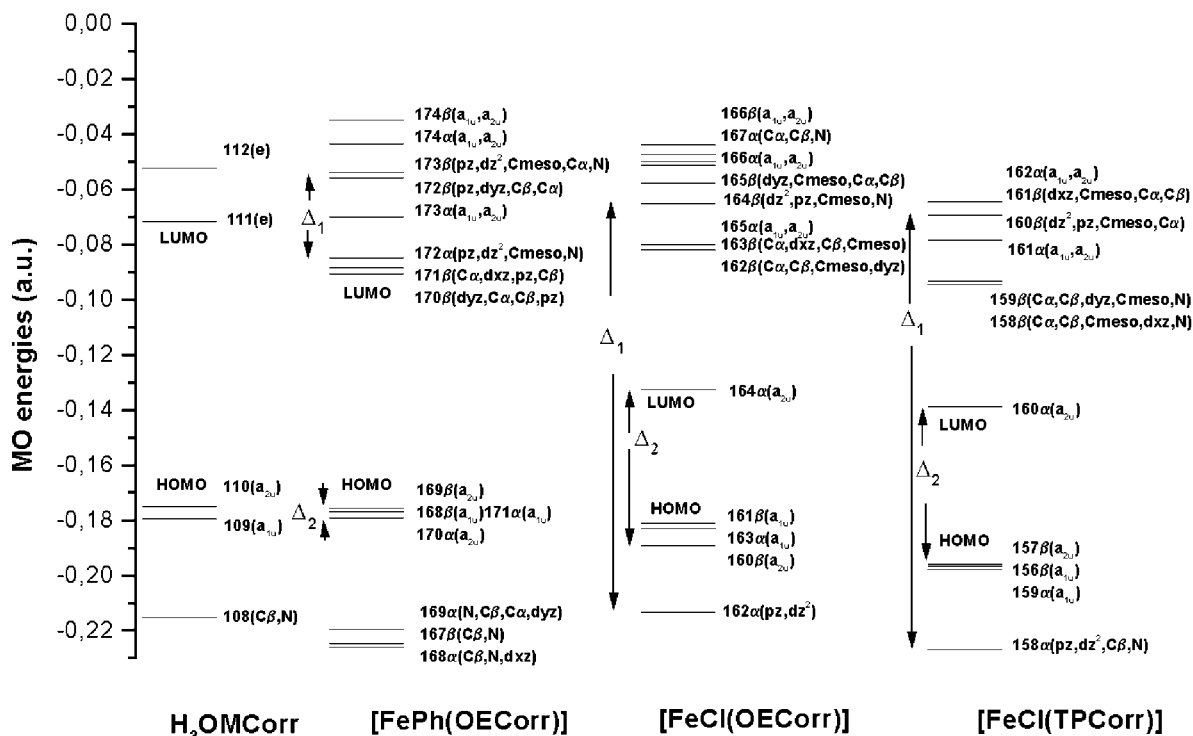 0,00
-0,02
-0,04
-0,06
-0,08
-0,10
-0,12
-0,14
-0,16
-0,18
-0,20
-0,22
MO energies (a.u.)
112(e)
111(e)
LUMO
HOMO
110(a2u)
109(a1u)
108(Cβ,N)
H3OMCorr
Δ1
Δ2
174β(a1u,a2u)
174α(a1u,a2u)
173β(pz,dz²,Cmeso,Cα,N)
172β(pz,dyz,Cβ,Cα)
173α(a1u,a2u)
172α(pz,dz²,Cmeso,N)
171β(Cα,dxz,pz,Cβ)
LUMO
170β(dyz,Cα,Cβ,pz)
HOMO
169β(a2u)
168β(a1u)171α(a1u)
170α(a2u)
169α(N,Cβ,Cα,dyz)
167β(Cβ,N)
168α(Cβ,N,dxz)
[FePh(OECorr)]
Δ1
Δ2
166β(a1u,a2u)
167α(Cα,Cβ,N)
166α(a1u,a2u)
165β(dyz,Cmeso,Cα,Cβ)
164β(dz²,pz,Cmeso,N)
165α(a1u,a2u)
163β(Cα,dxz,Cβ,Cmeso)
162β(Cα,Cβ,Cmeso,dyz)
164α(a2u)
LUMO
HOMO
161β(a1u)
163α(a1u)
160β(a2u)
162α(pz,dz²)
[FeCl(OECorr)]
Δ1
Δ2
162α(a1u,a2u)
161β(dxz,Cmeso,Cα,Cβ)
160β(dz²,pz,Cmeso,Cα)
161α(a1u,a2u)
159β(Cα,Cβ,dyz,Cmeso,N)
158β(Cα,Cβ,Cmeso,dxz,N)
160α(a2u)
LUMO
HOMO
157β(a2u)
156β(a1u)
159α(a1u)
158α(pz,dz²,Cβ,N)
[FeCl(TPCorr)]